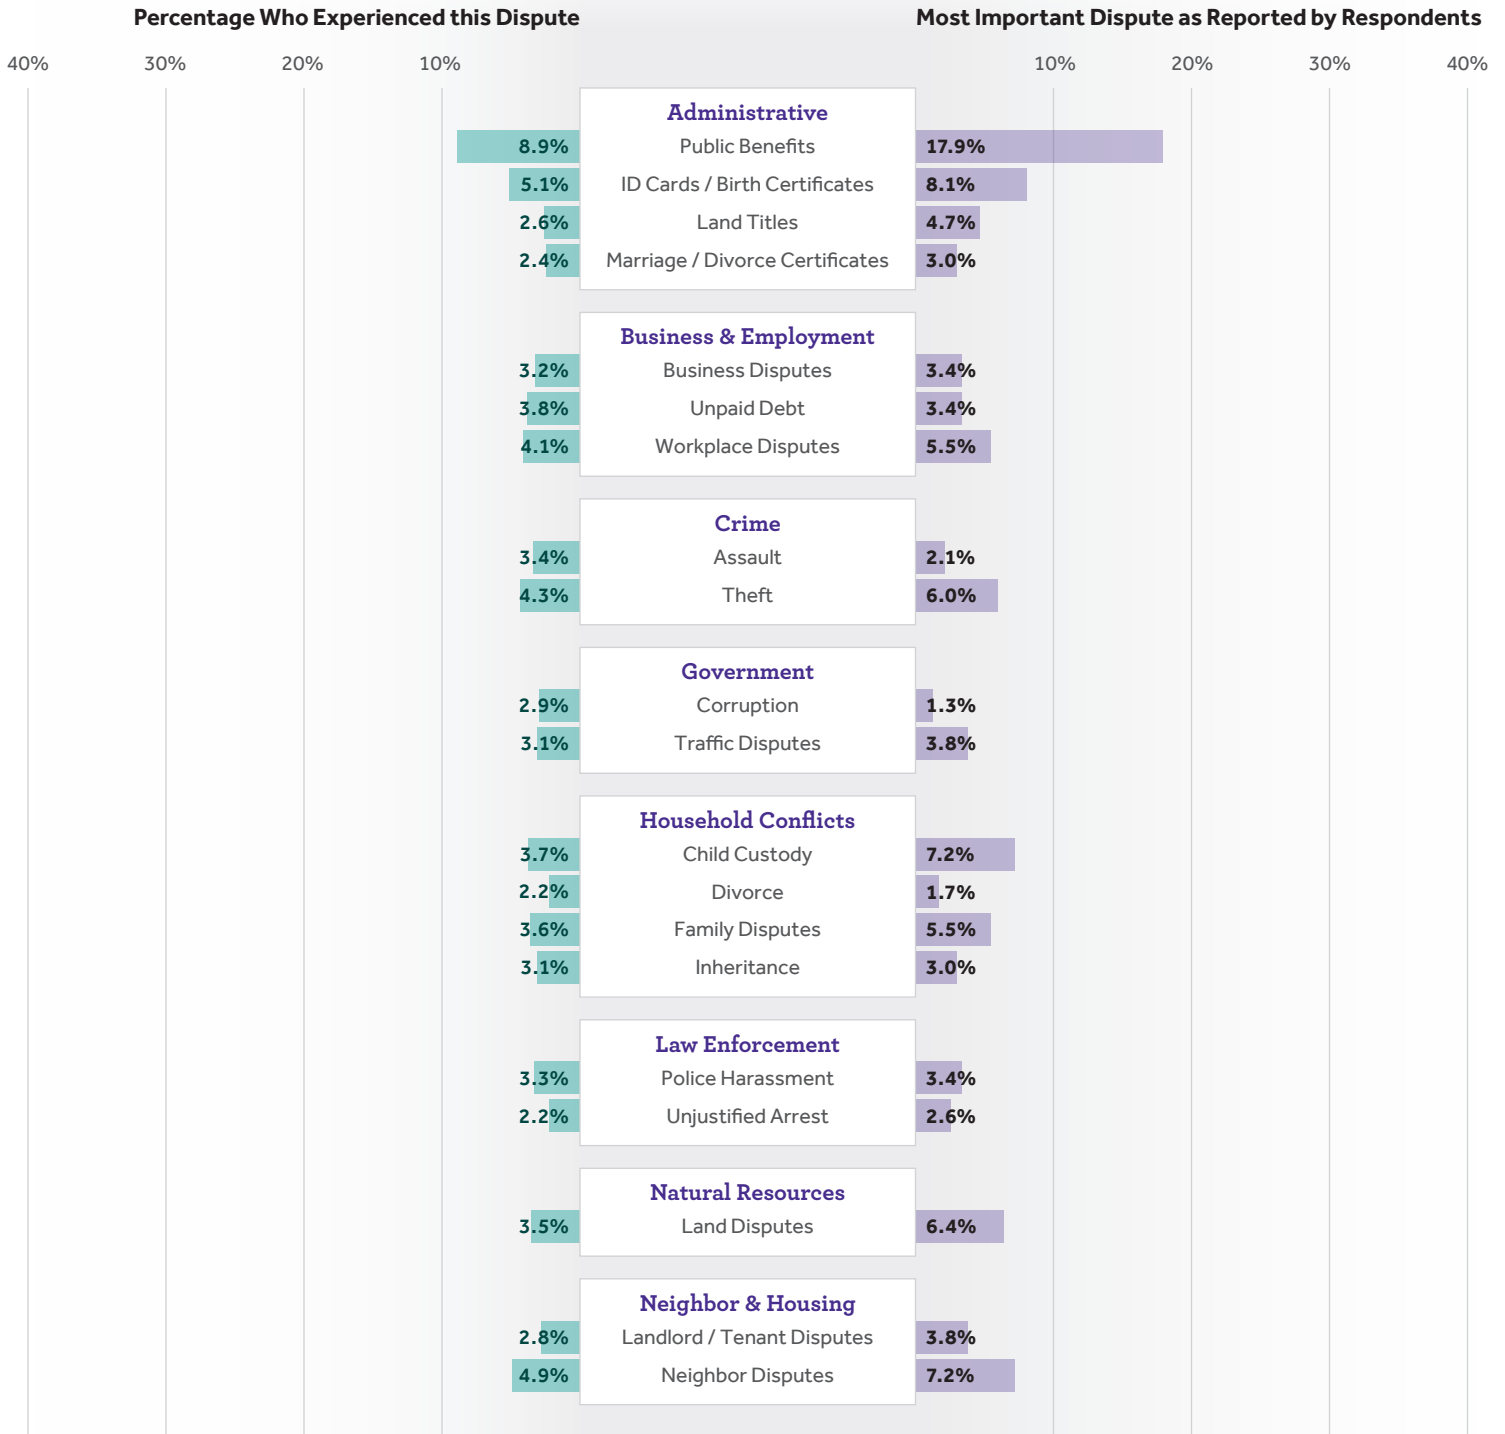 Percentage Who Experienced this Dispute
Most Important Dispute as Reported by Respondents
40% 30% 20% 10% 10% 20% 30% 40%
Administrative
8.9% Public Benefits 17.9%
5.1% ID Cards / Birth Certificates 8.1%
2.6% Land Titles 4.7%
2.4% Marriage / Divorce Certificates 3.0%
Business & Employment
3.2% Business Disputes 3.4%
3.8% Unpaid Debt 3.4%
4.1% Workplace Disputes 5.5%
Crime
3.4% Assault 2.1%
4.3% Theft 6.0%
Government
2.9% Corruption 1.3%
3.1% Traffic Disputes 3.8%
Household Conflicts
3.7% Child Custody 7.2%
2.2% Divorce 1.7%
3.6% Family Disputes 5.5%
3.1% Inheritance 3.0%
Law Enforcement
3.3% Police Harassment 3.4%
2.2% Unjustified Arrest 2.6%
Natural Resources
3.5% Land Disputes 6.4%
Neighbor & Housing
2.8% Landlord / Tenant Disputes 3.8%
4.9% Neighbor Disputes 7.2%